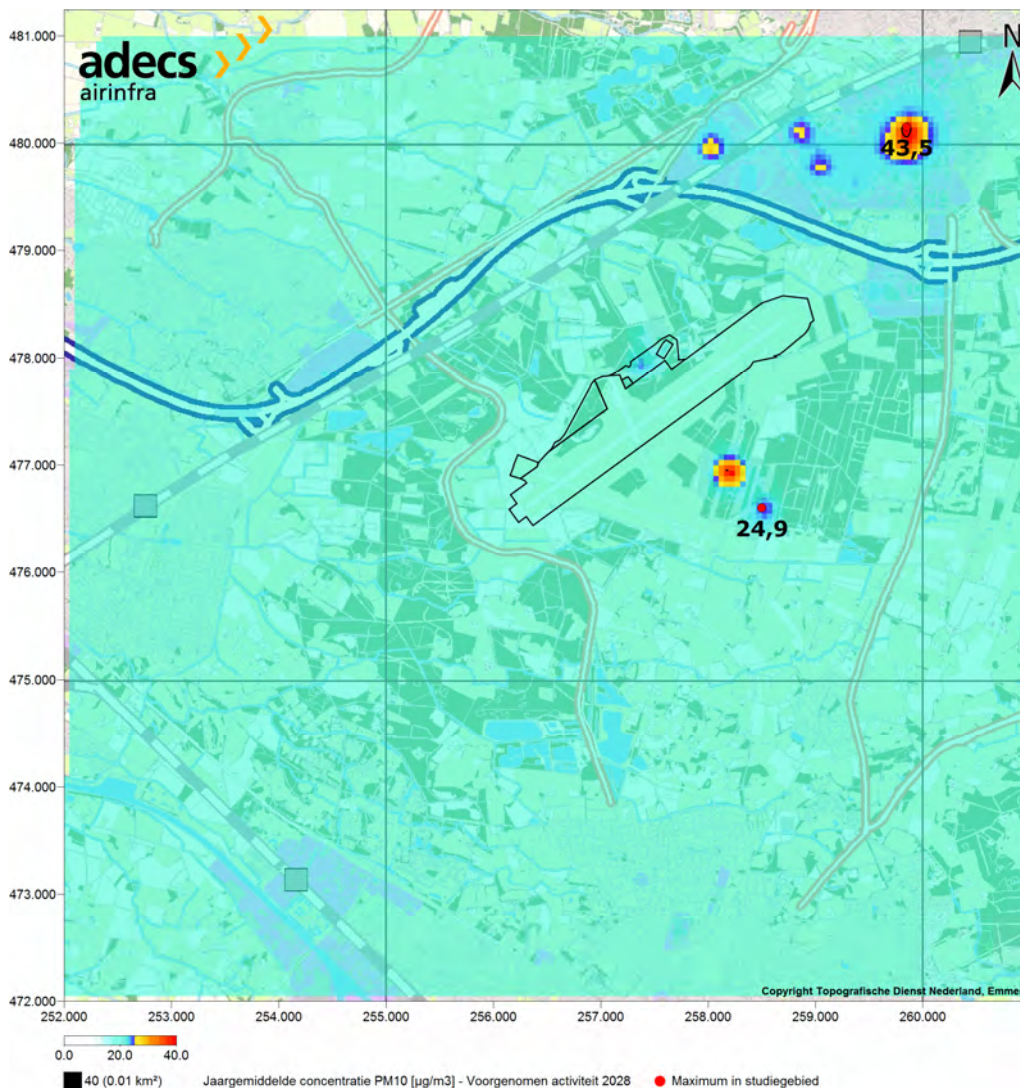 481.000
adecs
airinfra
N
480.000
43,5
479.000
478.000
477.000
24,9
476.000
475.000
474.000
473.000
472.000
Copyright Topografische Dienst Nederland, Emme
252.000 253.000 254.000 255.000 256.000 257.000 258.000 259.000 260.000
0.0 20.0 40.0
40 (0.01 km²) Jaargemiddelde concentratie PM10 [µg/m3] - Voorgenomen activiteit 2028 Maximum in studiegebied